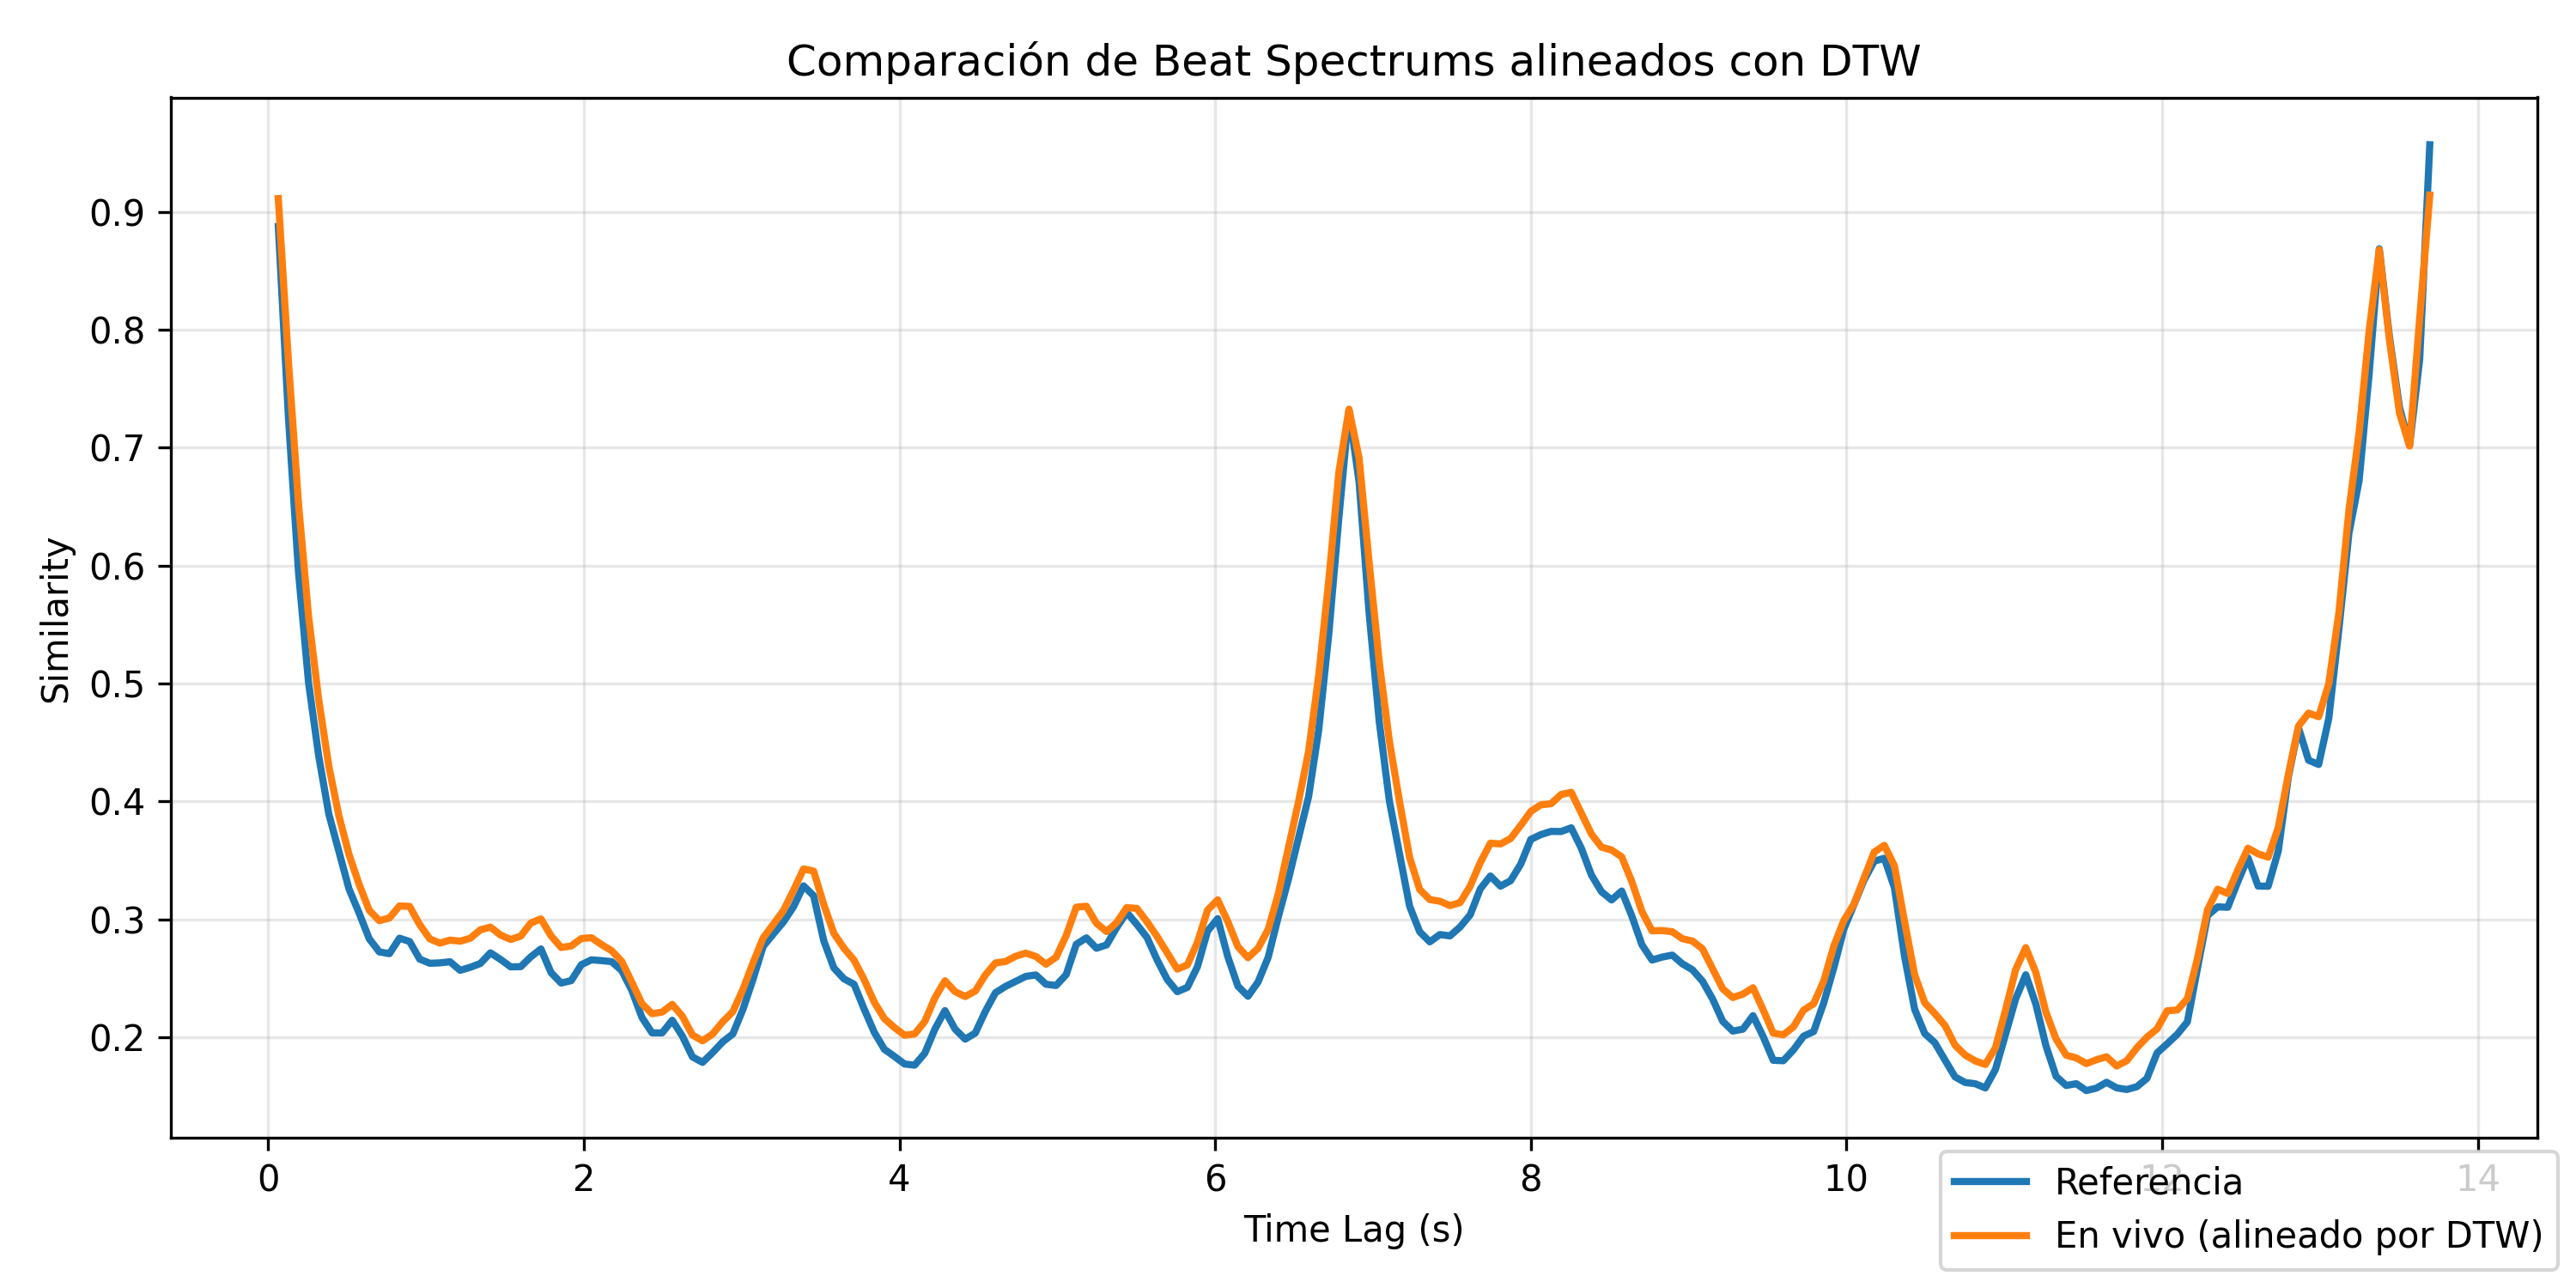 Comparación de Beat Spectrums alineados con DTW
Similarity
0.9
0.8
0.7
0.6
0.5
0.4
0.3
0.2
0 2 4 6 8 10 12 14
Time Lag (s)
Referencia
En vivo (alineado por DTW)